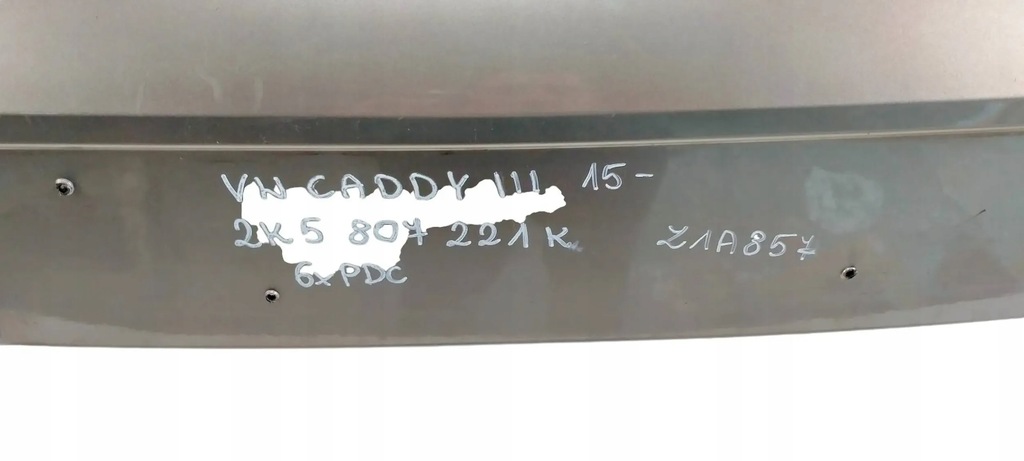 VW CADDY III 15-
2K5 807 221 K
Z1A857
6xPDC